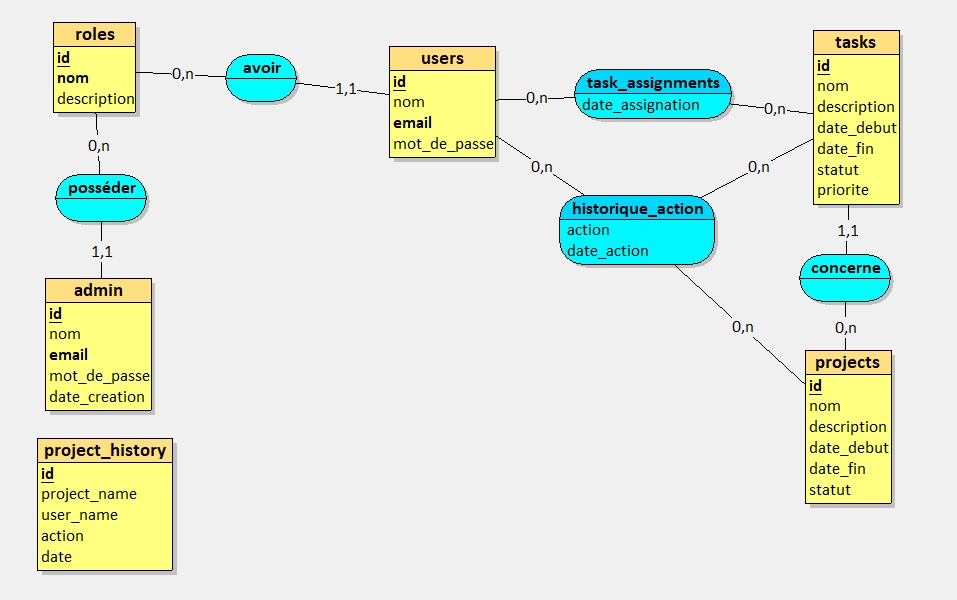 roles
id
nom
description
0,n
avoir
1,1
users
id
nom
email
mot_de_passe
0,n
task_assignments
date_assignation
0,n
tasks
id
nom
description
date_debut
date_fin
statut
priorite
0,n
posséder
1,1
admin
id
nom
email
mot_de_passe
date_creation
0,n
historique_action
action
date_action
0,n
0,n
1,1
concerne
0,n
projects
id
nom
description
date_debut
date_fin
statut
project_history
id
project_name
user_name
action
date